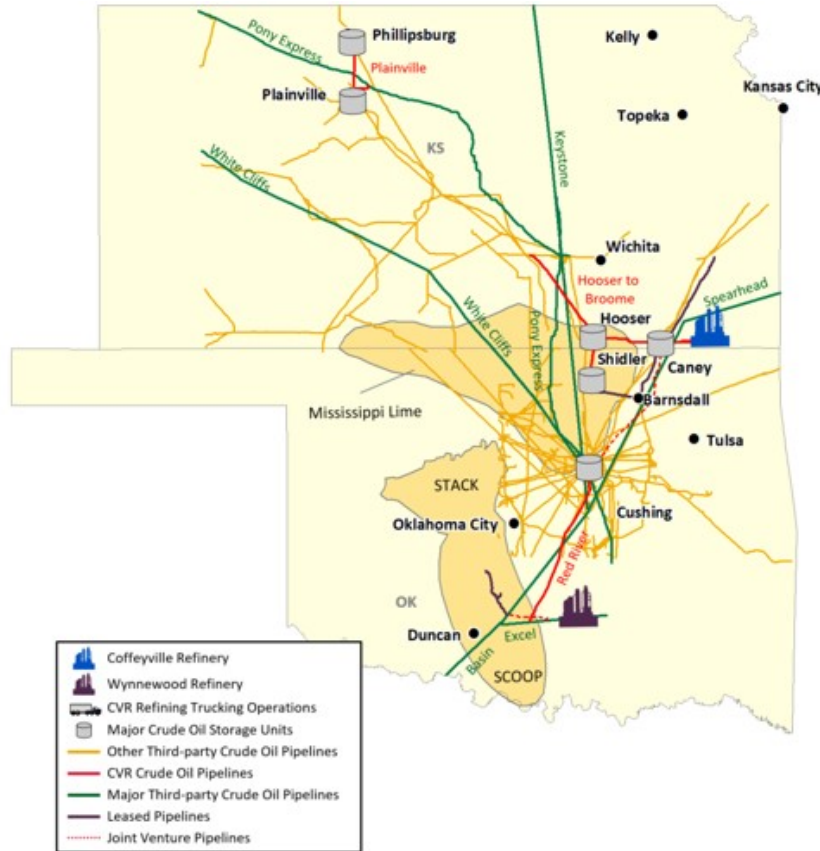 Pony Express
Phillipsburg
Kelly
Plainville
Kansas City
Plainville
Topeka
KS
Keystone
White Cliffs
Wichita
Hooser to
Broome
Spearhead
Hooser
White Cliffs
Pony Express
Shidler
Caney
Mississippi Lime
Barnsdall
Tulsa
STACK
Cushing
Oklahoma City
Red River
OK
Duncan
Excel
Basin
SCOOP
Coffeyville Refinery
Wynnewood Refinery
CVR Refining Trucking Operations
Major Crude Oil Storage Units
Other Third-party Crude Oil Pipelines
CVR Crude Oil Pipelines
Major Third-party Crude Oil Pipelines
Leased Pipelines
Joint Venture Pipelines